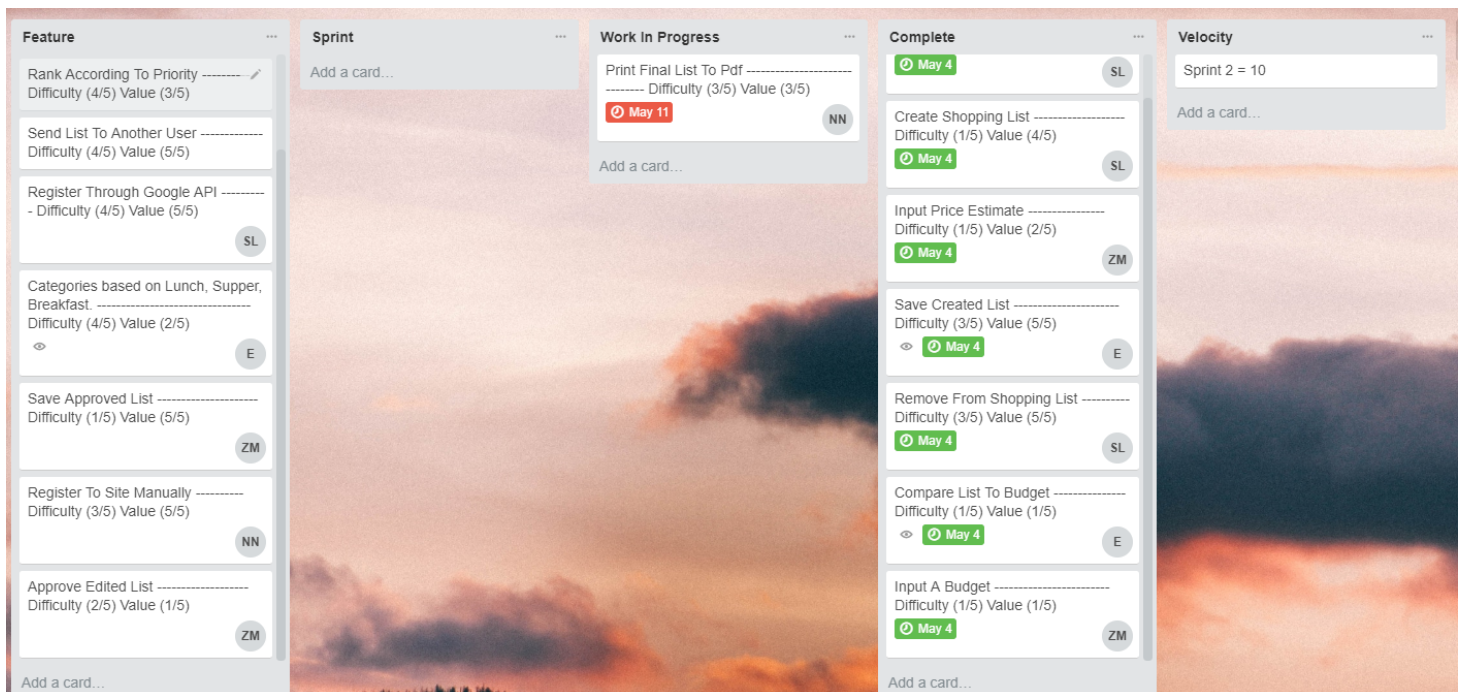 Feature
Rank According To Priority --------
Difficulty (4/5) Value (3/5)
Send List To Another User -------------
Difficulty (4/5) Value (5/5)
Register Through Google API ---------
- Difficulty (4/5) Value (5/5)
SL
Categories based on Lunch, Supper,
Breakfast. --------------------------------
Difficulty (4/5) Value (2/5)
E
Save Approved List ---------------------
Difficulty (1/5) Value (5/5)
ZM
Register To Site Manually ----------
Difficulty (3/5) Value (5/5)
NN
Approve Edited List -------------------
Difficulty (2/5) Value (1/5)
ZM
Add a card...
Sprint
Add a card...
Work In Progress
Print Final List To Pdf ----------------------
--------- Difficulty (3/5) Value (3/5)
May 11
NN
Add a card...
Complete
May 4
SL
Create Shopping List -------------------
Difficulty (1/5) Value (4/5)
May 4
SL
Input Price Estimate ----------------
Difficulty (1/5) Value (2/5)
May 4
ZM
Save Created List ----------------------
Difficulty (3/5) Value (5/5)
May 4
E
Remove From Shopping List ----------
Difficulty (3/5) Value (5/5)
May 4
SL
Compare List To Budget ---------------
Difficulty (1/5) Value (1/5)
May 4
E
Input A Budget ------------------------
Difficulty (1/5) Value (1/5)
May 4
ZM
Add a card...
Velocity
Sprint 2 = 10
Add a card...